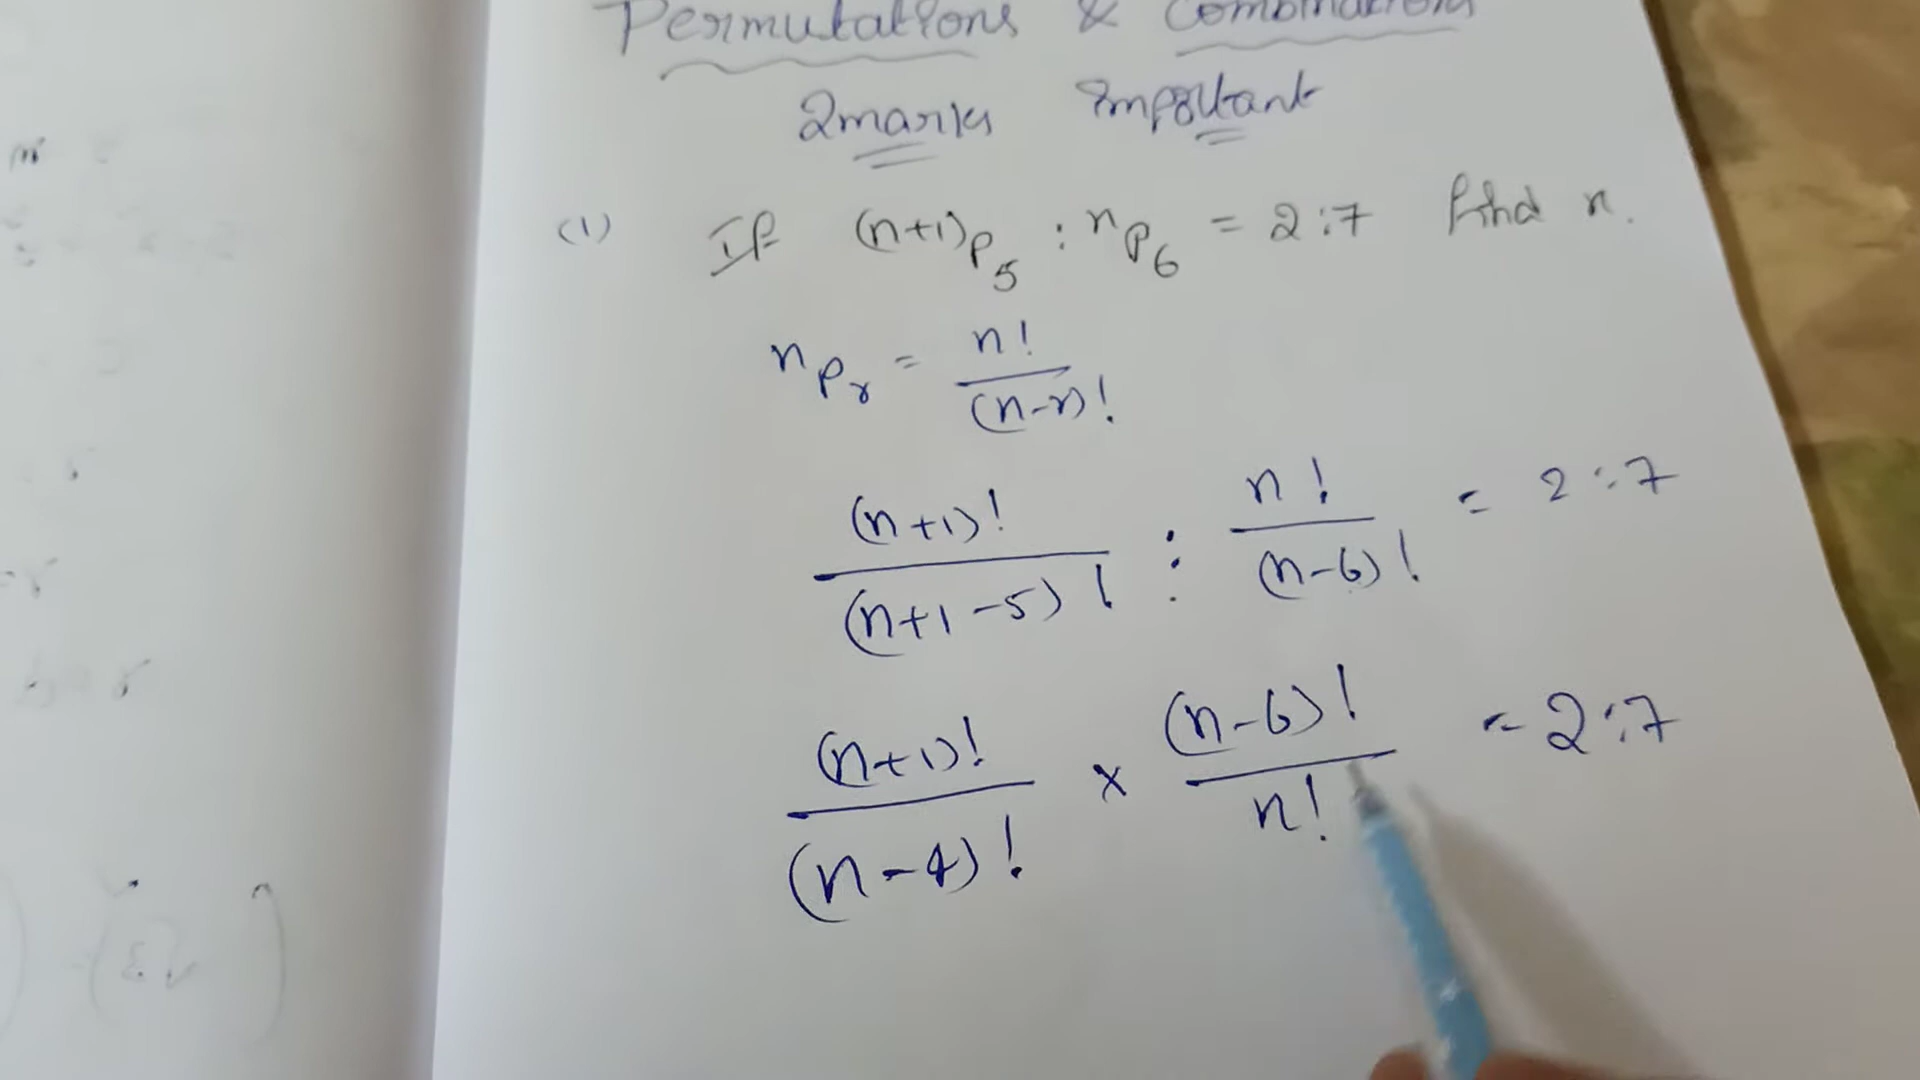 Permutations & Combinations
2marks Important
(1) If (n+1)P5 : nP6 = 2:7 find n.
nPr = n! / (n-r)!
(n+1)! / (n+1-5)! : n! / (n-6)! = 2:7
(n+1)! / (n-4)! × (n-6)! / n! = 2:7